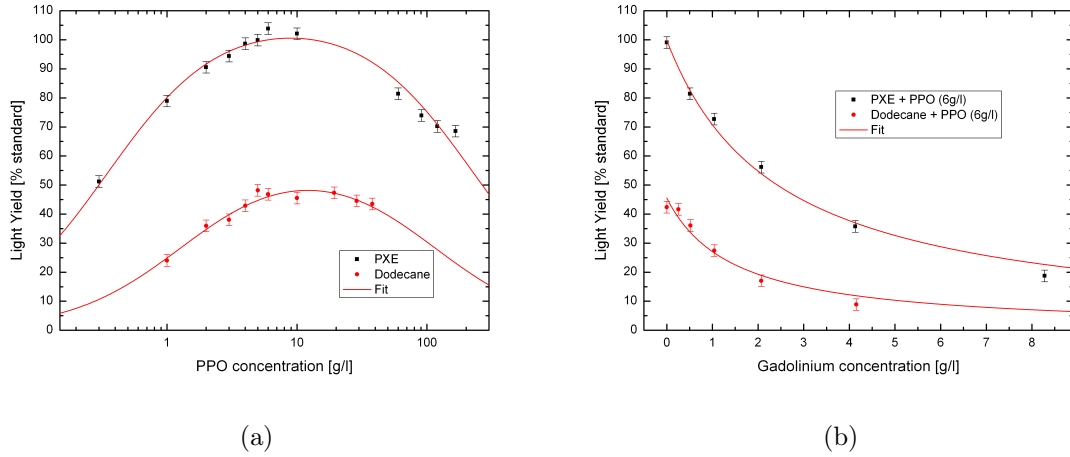 110
100
90
80
70
60
50
40
30
20
10
0
Light Yield [% standard]
PXE
Dodecane
Fit
1 10 100
PPO concentration [g/l]
(a)
110
100
90
80
70
60
50
40
30
20
10
0
Light Yield [% standard]
PXE + PPO (6g/l)
Dodecane + PPO (6g/l)
Fit
0 1 2 3 4 5 6 7 8
Gadolinium concentration [g/l]
(b)